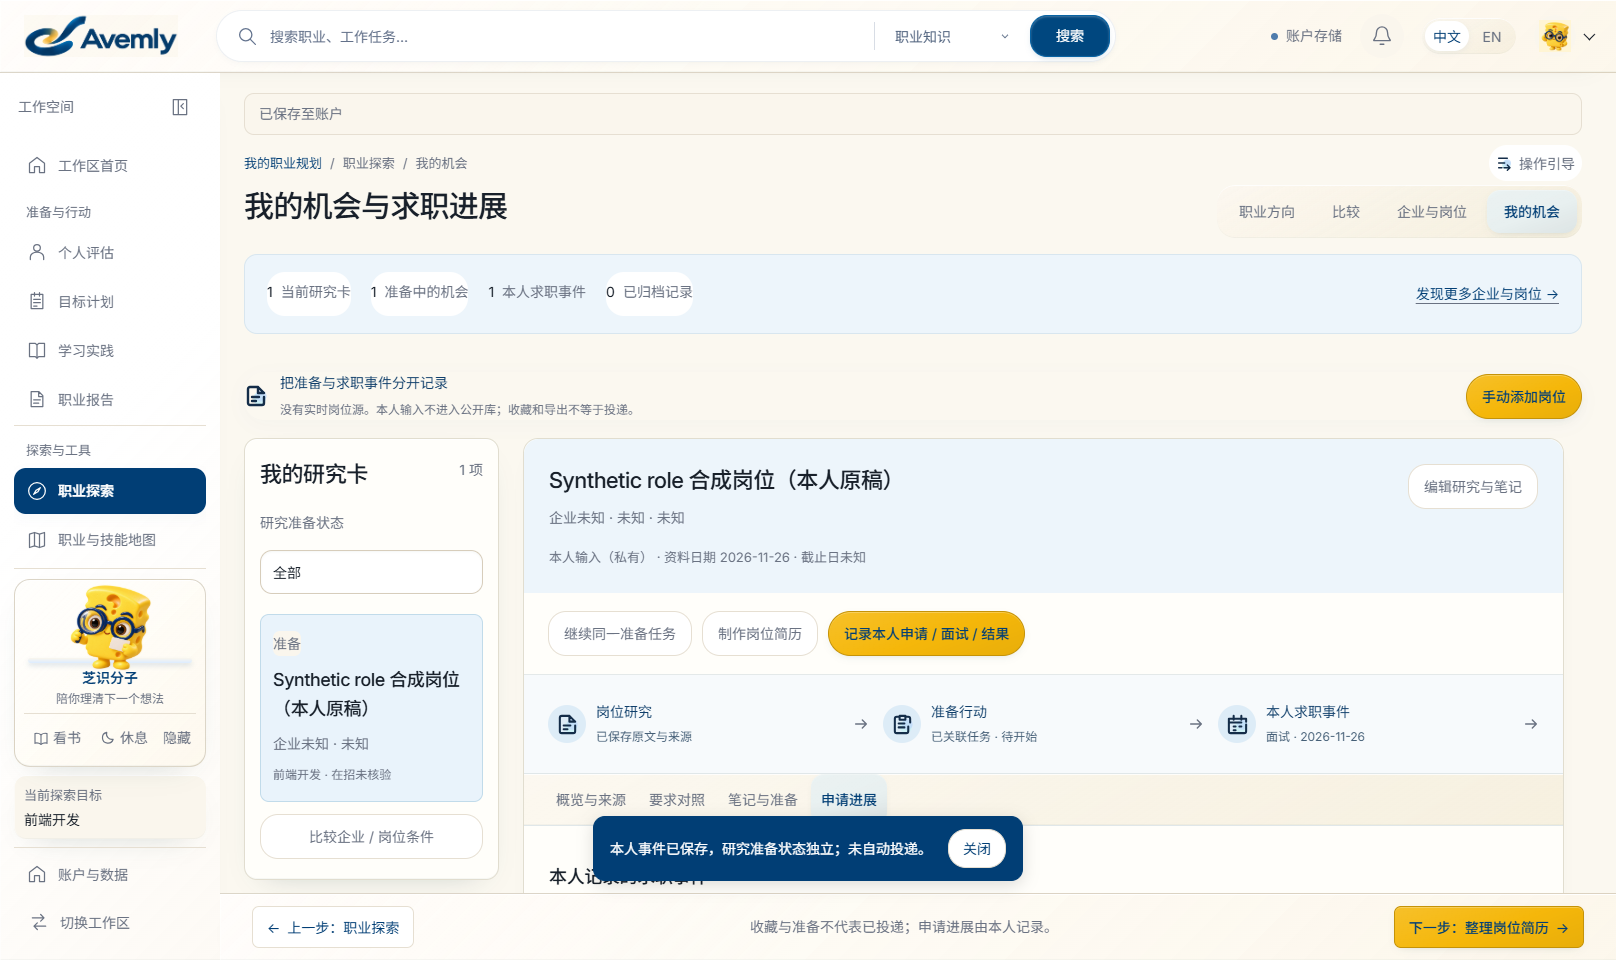 Avemly
搜索职业、工作任务...
职业知识
搜索
账户存储
中文
EN
工作空间
工作区首页
准备与行动
个人评估
目标计划
学习实践
职业报告
探索与工具
职业探索
职业与技能地图
芝识分子
陪你理清下一个想法
看书
休息
隐藏
当前探索目标
前端开发
账户与数据
切换工作区
已保存至账户
我的职业规划 / 职业探索 / 我的机会
操作引导
我的机会与求职进展
职业方向
比较
企业与岗位
我的机会
1 当前研究卡
1 准备中的机会
1 本人求职事件
0 已归档记录
发现更多企业与岗位 →
把准备与求职事件分开记录
没有实时岗位源。本人输入不进入公开库；收藏和导出不等于投递。
手动添加岗位
我的研究卡
1 项
研究准备状态
全部
准备
Synthetic role 合成岗位
（本人原稿）
企业未知 · 未知
前端开发 · 在招未核验
比较企业 / 岗位条件
Synthetic role 合成岗位（本人原稿）
企业未知 · 未知 · 未知
本人输入（私有） · 资料日期 2026-11-26 · 截止日未知
编辑研究与笔记
继续同一准备任务
制作岗位简历
记录本人申请 / 面试 / 结果
岗位研究
已保存原文与来源
→
准备行动
已关联任务 · 待开始
→
本人求职事件
面试 · 2026-11-26
→
概览与来源
要求对照
笔记与准备
申请进展
本人事件已保存，研究准备状态独立；未自动投递。
关闭
本人记录的求职事件
← 上一步：职业探索
收藏与准备不代表已投递；申请进展由本人记录。
下一步：整理岗位简历 →